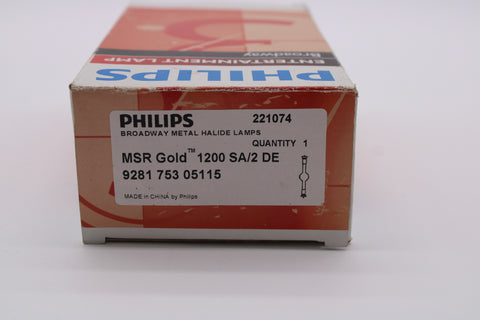 PHILIPS
ENTERTAINMENT LAMP
Broadway
PHILIPS
221074
BROADWAY METAL HALIDE LAMPS
QUANTITY 1
MSR Gold™ 1200 SA/2 DE
9281 753 05115
MADE in CHINA by Philips